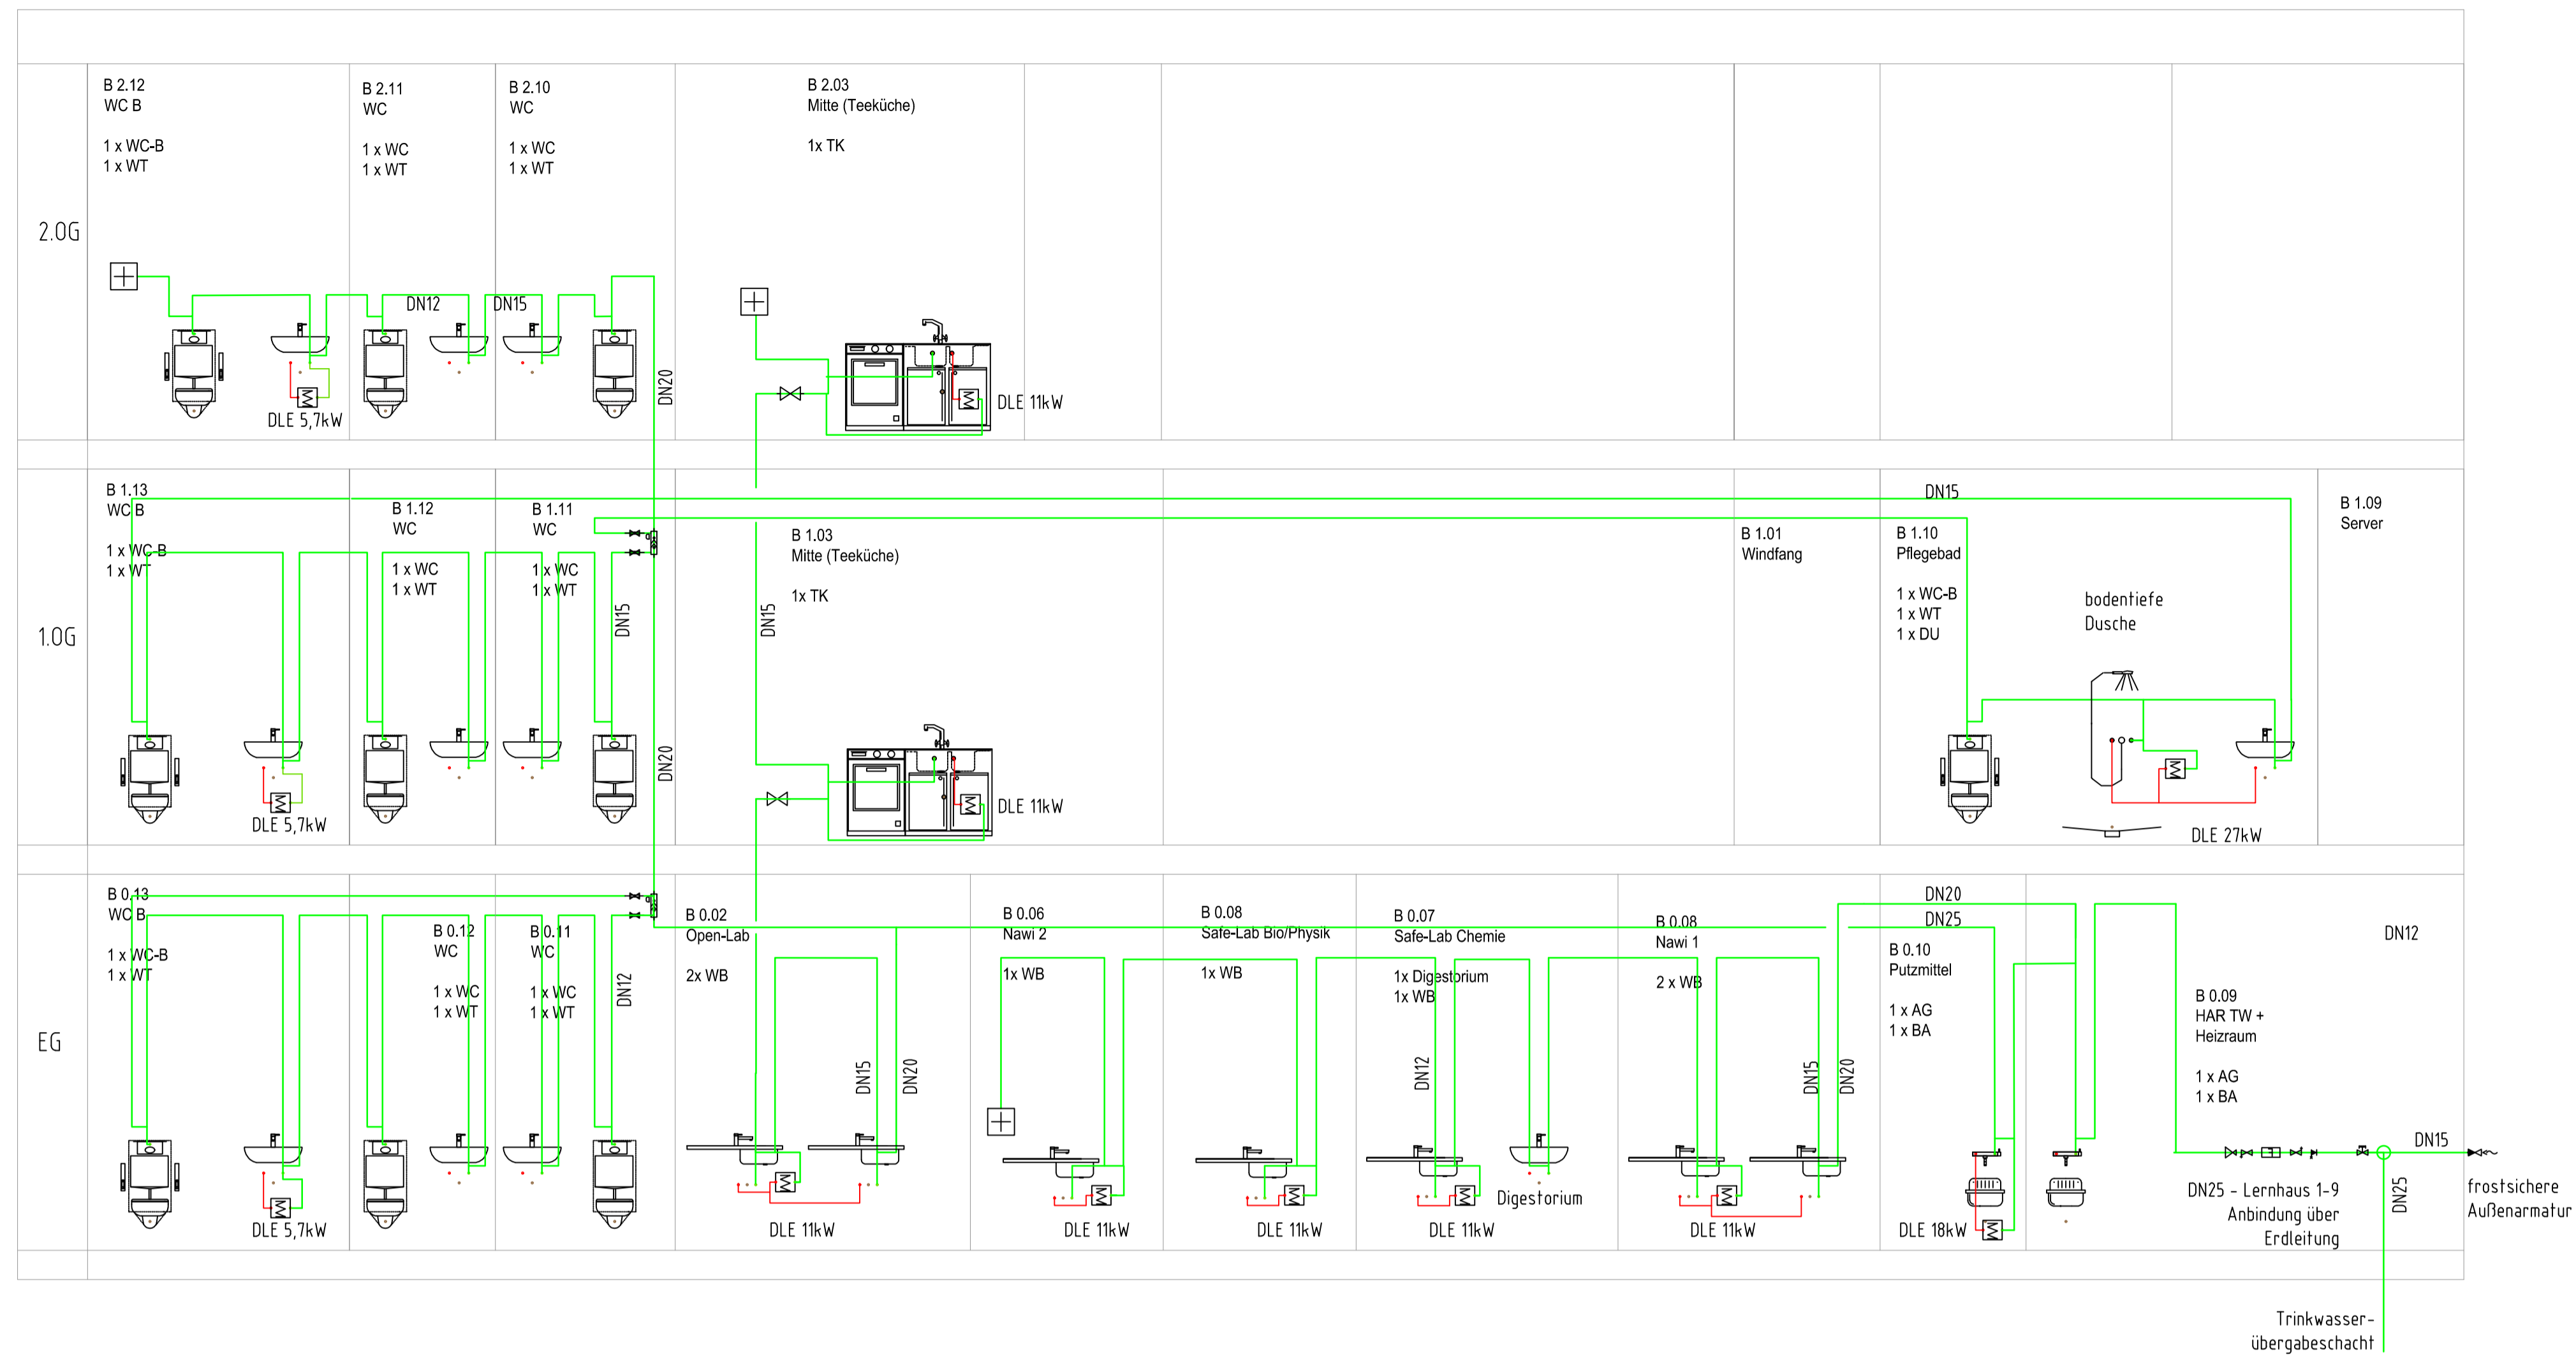 B 2.12
WC B
1 x WC-B
1 x WT
B 2.11
WC
1 x WC
1 x WT
B 2.10
WC
1 x WC
1 x WT
B 2.03
Mitte (Teeküche)
1x TK
2.OG
DN12
DN15
DN20
DLE 5,7kW
DLE 11kW
B 1.13
WC B
1 x WC-B
1 x WT
B 1.12
WC
1 x WC
1 x WT
B 1.11
WC
1 x WC
1 x WT
B 1.03
Mitte (Teeküche)
1x TK
B 1.01
Windfang
DN15
B 1.10
Pflegebad
1 x WC-B
1 x WT
1 x DU
bodentiefe
Dusche
B 1.09
Server
1.OG
DN15
DN20
DN15
DLE 5,7kW
DLE 11kW
DLE 27kW
B 0.13
WC B
1 x WC-B
1 x WT
B 0.12
WC
1 x WC
1 x WT
B 0.11
WC
1 x WC
1 x WT
DN12
B 0.02
Open-Lab
2x WB
DN15
DN20
B 0.06
Nawi 2
1x WB
B 0.08
Safe-Lab Bio/Physik
1x WB
B 0.07
Safe-Lab Chemie
1x Digestorium
1x WB
DN12
B 0.08
Nawi 1
2 x WB
DN15
DN20
DN20
DN25
B 0.10
Putzmittel
1 x AG
1 x BA
DN12
B 0.09
HAR TW +
Heizraum
1 x AG
1 x BA
EG
DLE 5,7kW
DLE 11kW
DLE 11kW
DLE 11kW
DLE 11kW
Digestorium
DLE 11kW
DLE 18kW
DN15
DN25 - Lernhaus 1-9
Anbindung über
Erdleitung
DN25
frostsichere
Außenarmatur
Trinkwasser-
übergabeschacht